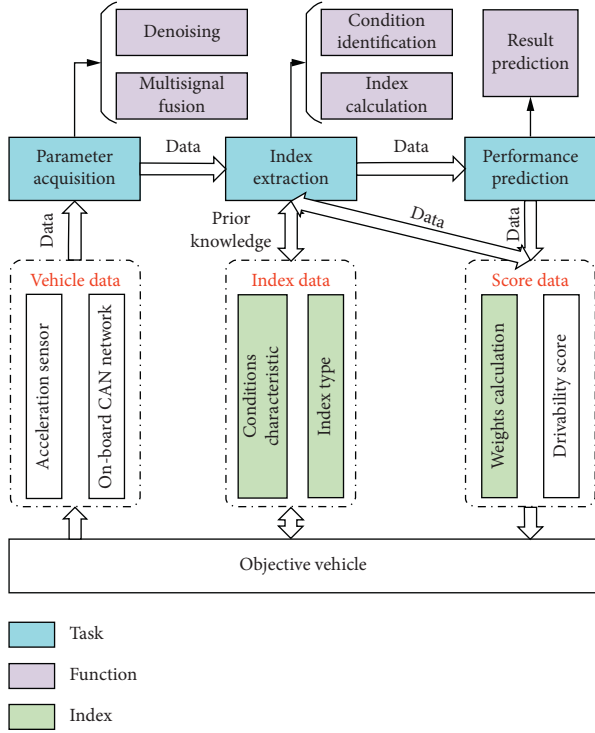 Denoising
Multisignal
fusion
Condition
identification
Index
calculation
Result
prediction
Parameter
acquisition
Data
Index
extraction
Data
Performance
prediction
Data
Prior
knowledge
Data
Data
Vehicle data
Acceleration sensor
On-board CAN network
Index data
Conditions
characteristic
Index type
Score data
Weights calculation
Drivability score
Objective vehicle
Task
Function
Index